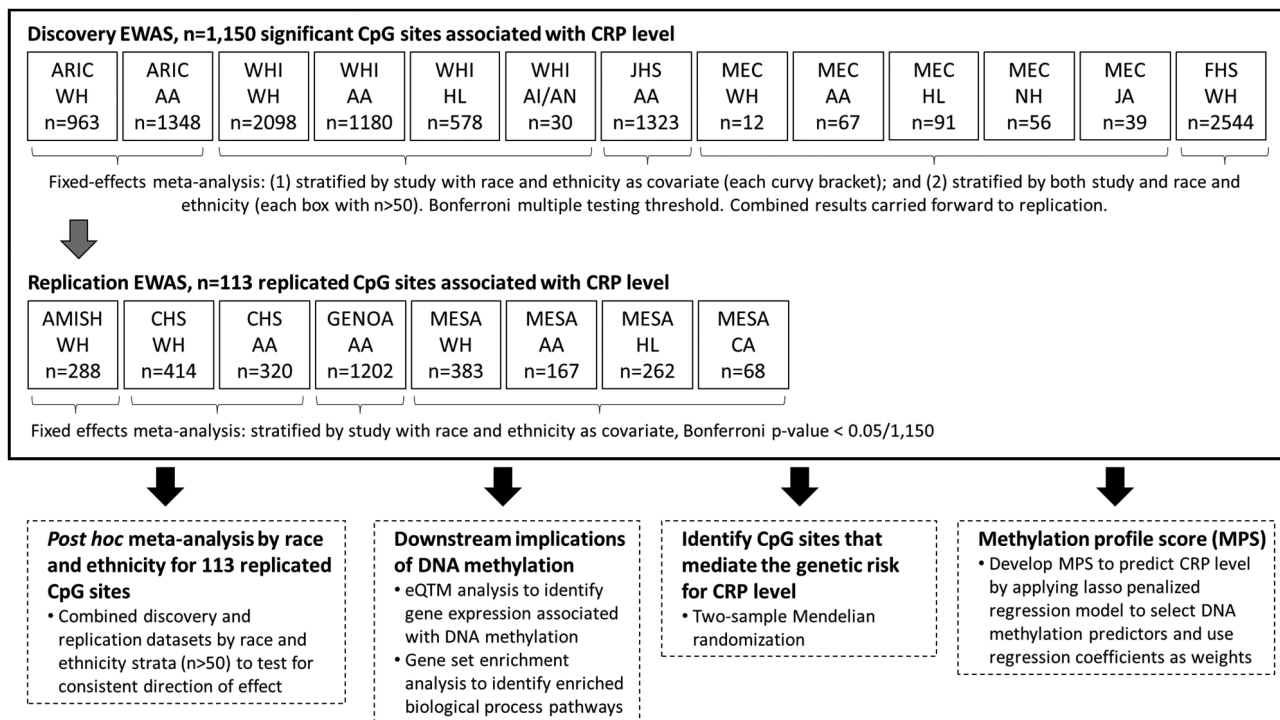 Discovery EWAS, n=1,150 significant CpG sites associated with CRP level
ARIC
WH
n=963
ARIC
AA
n=1348
WHI
WH
n=2098
WHI
AA
n=1180
WHI
HL
n=578
WHI
AI/AN
n=30
JHS
AA
n=1323
MEC
WH
n=12
MEC
AA
n=67
MEC
HL
n=91
MEC
NH
n=56
MEC
JA
n=39
FHS
WH
n=2544
Fixed-effects meta-analysis: (1) stratified by study with race and ethnicity as covariate (each curvy bracket); and (2) stratified by both study and race and
ethnicity (each box with n>50). Bonferroni multiple testing threshold. Combined results carried forward to replication.
Replication EWAS, n=113 replicated CpG sites associated with CRP level
AMISH
WH
n=288
CHS
WH
n=414
CHS
AA
n=320
GENOA
AA
n=1202
MESA
WH
n=383
MESA
AA
n=167
MESA
HL
n=262
MESA
CA
n=68
Fixed effects meta-analysis: stratified by study with race and ethnicity as covariate, Bonferroni p-value < 0.05/1,150
Post hoc meta-analysis by race
and ethnicity for 113 replicated
CpG sites
• Combined discovery and
replication datasets by race and
ethnicity strata (n>50) to test for
consistent direction of effect
Downstream implications
of DNA methylation
• eQTM analysis to identify
gene expression associated
with DNA methylation
• Gene set enrichment
analysis to identify enriched
biological process pathways
Identify CpG sites that
mediate the genetic risk
for CRP level
• Two-sample Mendelian
randomization
Methylation profile score (MPS)
• Develop MPS to predict CRP level
by applying lasso penalized
regression model to select DNA
methylation predictors and use
regression coefficients as weights